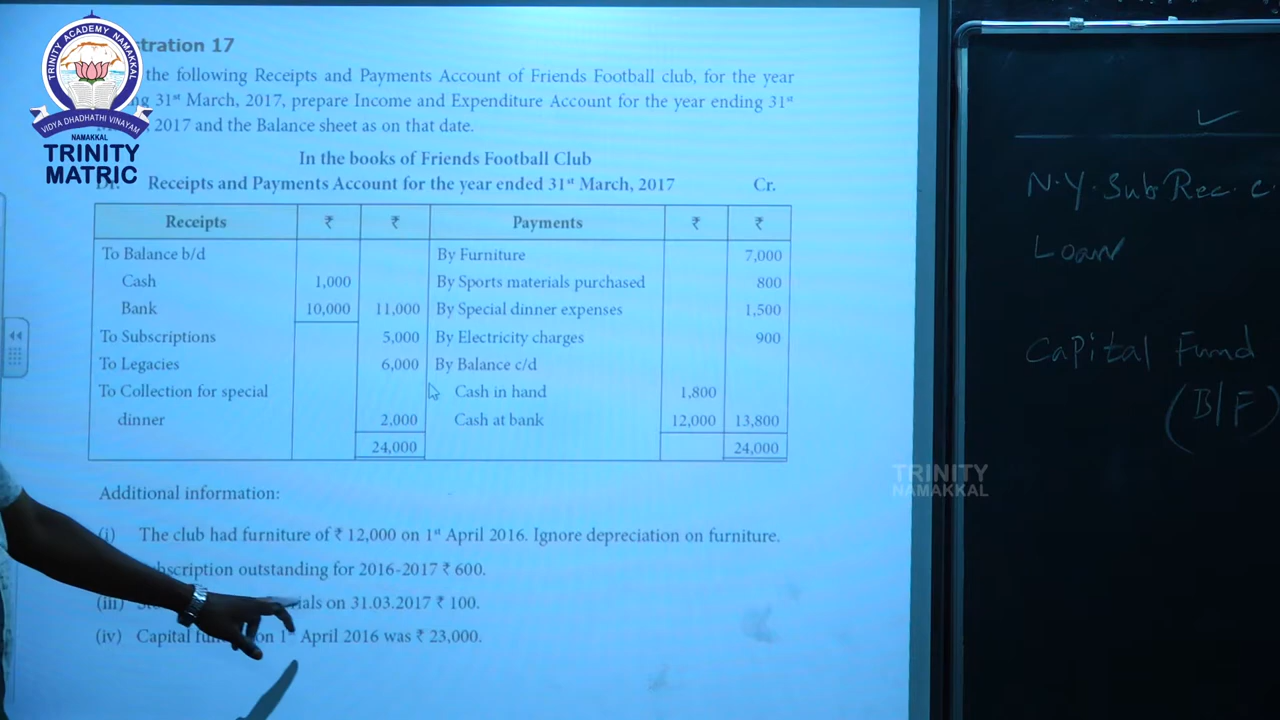 TRINITY ACADEMY NAMAKKAL
VIDYA DHADHATHI VINAYAM
NAMAKKAL
TRINITY
MATRIC
tration 17
the following Receipts and Payments Account of Friends Football club, for the year
ng 31st March, 2017, prepare Income and Expenditure Account for the year ending 31st
2017 and the Balance sheet as on that date.
In the books of Friends Football Club
Dr. Receipts and Payments Account for the year ended 31st March, 2017 Cr.
Receipts ₹ ₹ Payments ₹ ₹
To Balance b/d By Furniture 7,000
Cash 1,000 By Sports materials purchased 800
Bank 10,000 11,000 By Special dinner expenses 1,500
To Subscriptions 5,000 By Electricity charges 900
To Legacies 6,000 By Balance c/d
To Collection for special Cash in hand 1,800
dinner 2,000 Cash at bank 12,000 13,800
24,000 24,000
Additional information:
(i) The club had furniture of ₹ 12,000 on 1st April 2016. Ignore depreciation on furniture.
bscription outstanding for 2016-2017 ₹ 600.
(iii) ials on 31.03.2017 ₹ 100.
(iv) Capital fun on 1st April 2016 was ₹ 23,000.
N.Y. Sub Rec. c
Loan
Capital Fund
(B/F)
TRINITY
NAMAKKAL